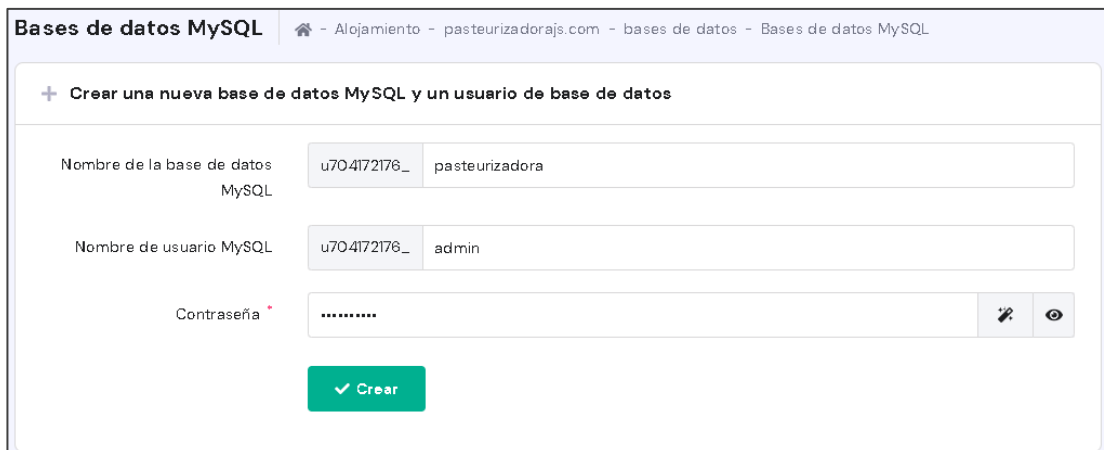 Bases de datos MySQL - Alojamiento - pasteurizadorajs.com - bases de datos - Bases de datos MySQL
+ Crear una nueva base de datos MySQL y un usuario de base de datos
Nombre de la base de datos MySQL
u704172176_ pasteurizadora
Nombre de usuario MySQL u704172176_ admin
Contraseña * ••••••••••
Crear